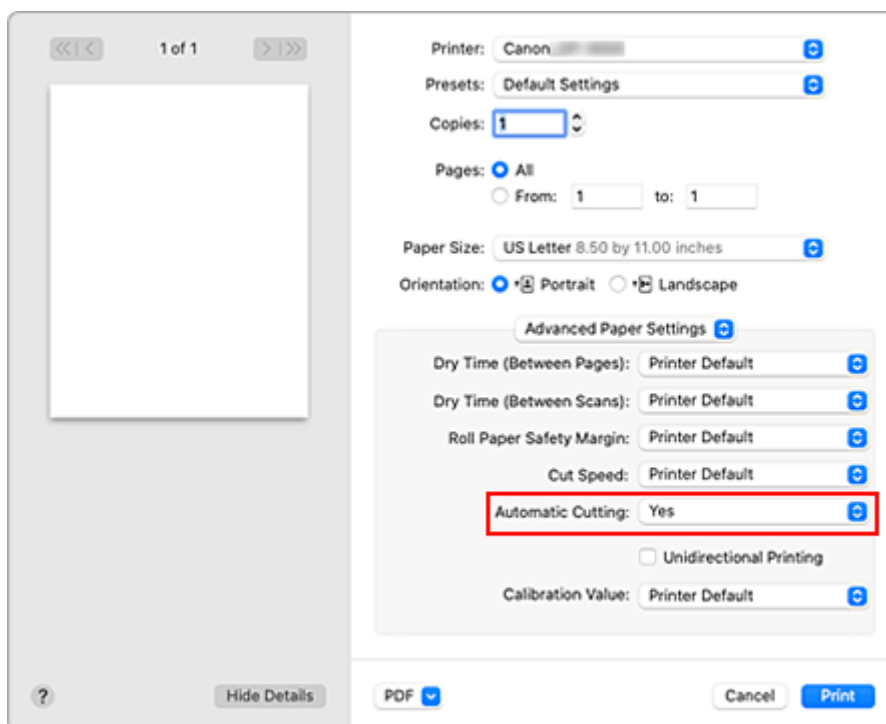 1 of 1
Printer: Canon
Presets: Default Settings
Copies: 1
Pages: All
From: 1 to: 1
Paper Size: US Letter 8.50 by 11.00 inches
Orientation: Portrait Landscape
Advanced Paper Settings
Dry Time (Between Pages): Printer Default
Dry Time (Between Scans): Printer Default
Roll Paper Safety Margin: Printer Default
Cut Speed: Printer Default
Automatic Cutting: Yes
Unidirectional Printing
Calibration Value: Printer Default
? Hide Details PDF Cancel Print